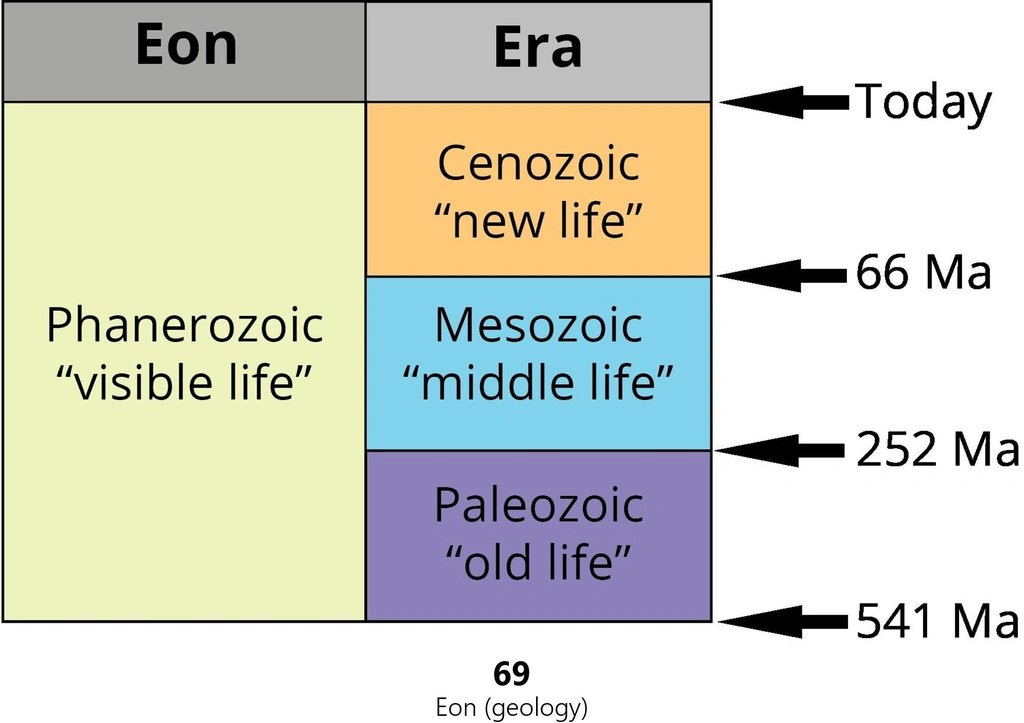 Eon
Era
Today
Cenozoic
“new life”
66 Ma
Phanerozoic
“visible life”
Mesozoic
“middle life”
252 Ma
Paleozoic
“old life”
541 Ma
69
Eon (geology)